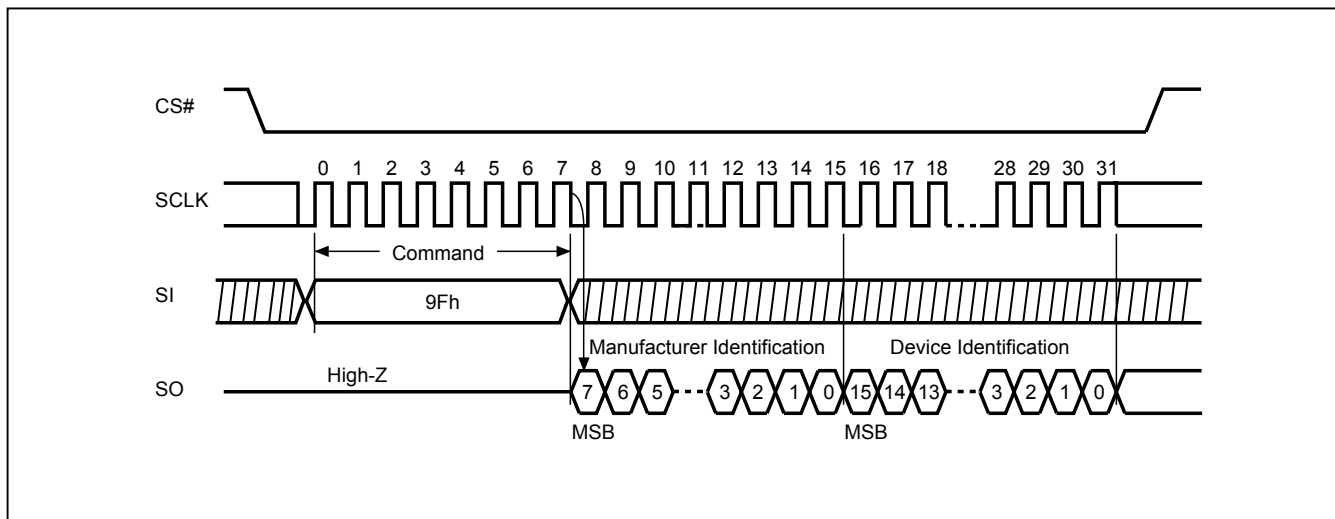 CS#
0 1 2 3 4 5 6 7 8 9 10 11 12 13 14 15 16 17 18 28 29 30 31
SCLK
Command
SI 9Fh
Manufacturer Identification Device Identification
High-Z
SO 7 6 5 3 2 1 0 15 14 13 3 2 1 0
MSB MSB